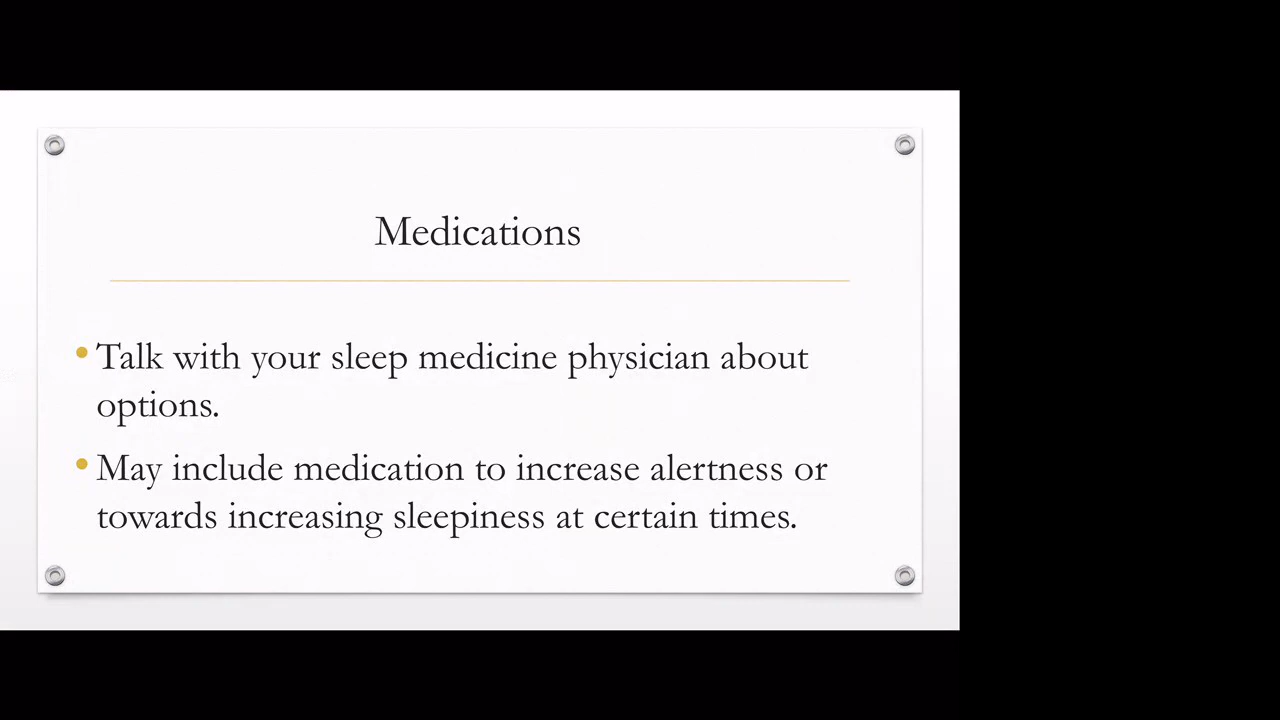 Medications
• Talk with your sleep medicine physician about
options.
• May include medication to increase alertness or
towards increasing sleepiness at certain times.